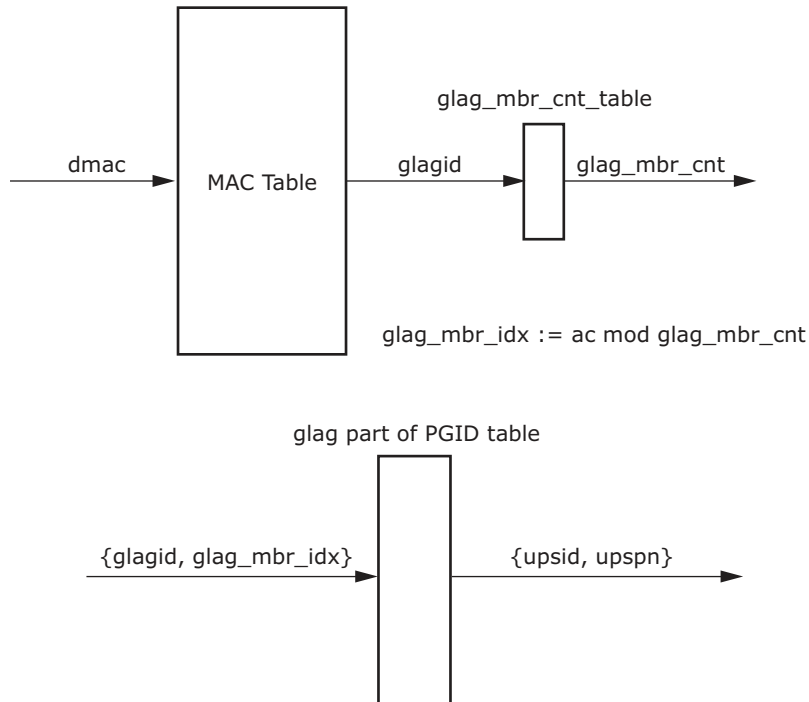 glag_mbr_cnt_table
dmac
MAC Table
glagid
glag_mbr_cnt
glag_mbr_idx := ac mod glag_mbr_cnt
glag part of PGID table
{glagid, glag_mbr_idx}
{upsid, upspn}